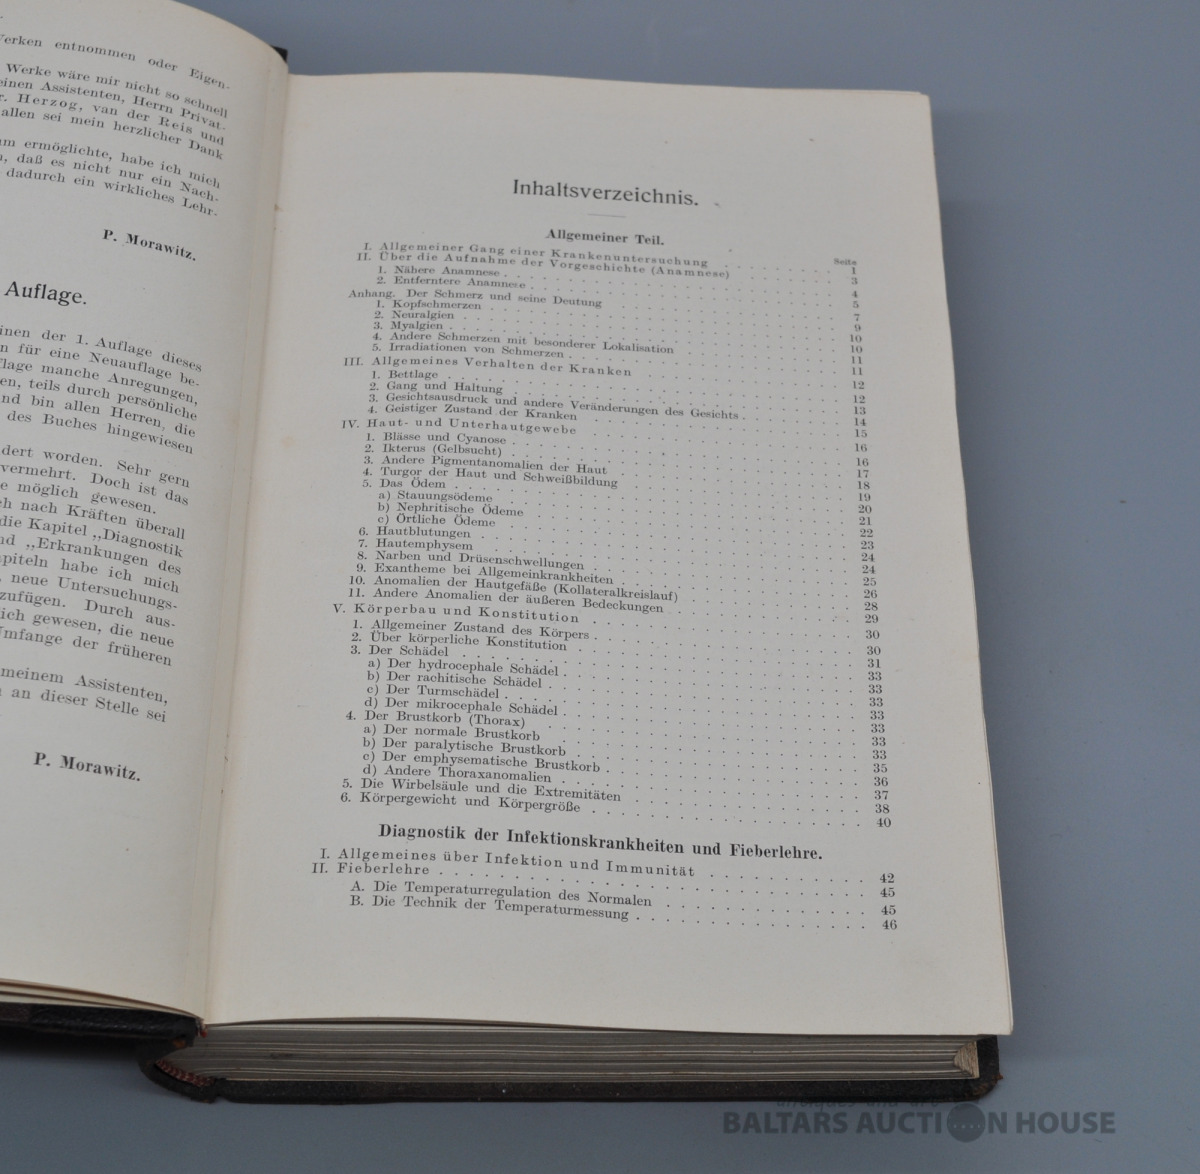 Werken entnommen oder Eigen-
Werke wäre mir nicht so schnell
einen Assistenten, Herrn Privat-
r. Herzog, van der Reis und
allen sei mein herzlicher Dank
m ermöglichte, habe ich mich
, daß es nicht nur ein Nach-
dadurch ein wirkliches Lehr-
P. Morawitz.
Auflage.
inen der 1. Auflage dieses
n für eine Neuauflage be-
flage manche Anregungen,
en, teils durch persönliche
nd bin allen Herren, die
des Buches hingewiesen
dert worden. Sehr gern
vermehrt. Doch ist das
e möglich gewesen.
ch nach Kräften überall
die Kapitel „Diagnostik
nd „Erkrankungen des
apiteln habe ich mich
, neue Untersuchungs-
zufügen. Durch aus-
lich gewesen, die neue
Umfange der früheren
meinem Assistenten,
an dieser Stelle sei
P. Morawitz.
Inhaltsverzeichnis.
Allgemeiner Teil.
Seite
I. Allgemeiner Gang einer Krankenuntersuchung . . . . . . . . 1
II. Über die Aufnahme der Vorgeschichte (Anamnese) . . . . . . 3
1. Nähere Anamnese . . . . . . . . 4
2. Entferntere Anamnese . . . . . . . . 5
Anhang. Der Schmerz und seine Deutung . . . . . . . . 7
1. Kopfschmerzen . . . . . . . . 9
2. Neuralgien . . . . . . . . 10
3. Myalgien . . . . . . . . 10
4. Andere Schmerzen mit besonderer Lokalisation . . . . . . . . 11
5. Irradiationen von Schmerzen . . . . . . . . 11
III. Allgemeines Verhalten der Kranken . . . . . . . . 12
1. Bettlage . . . . . . . . 12
2. Gang und Haltung . . . . . . . . 13
3. Gesichtsausdruck und andere Veränderungen des Gesichts . . . . . . 14
4. Geistiger Zustand der Kranken . . . . . . . . 15
IV. Haut- und Unterhautgewebe . . . . . . . . 16
1. Blässe und Cyanose . . . . . . . . 16
2. Ikterus (Gelbsucht) . . . . . . . . 17
3. Andere Pigmentanomalien der Haut . . . . . . . . 18
4. Turgor der Haut und Schweißbildung . . . . . . . . 19
5. Das Ödem . . . . . . . . 20
a) Stauungsödeme . . . . . . . . 21
b) Nephritische Ödeme . . . . . . . . 22
c) Örtliche Ödeme . . . . . . . . 23
6. Hautblutungen . . . . . . . . 24
7. Hautemphysem . . . . . . . . 24
8. Narben und Drüsenschwellungen . . . . . . . . 25
9. Exantheme bei Allgemeinkrankheiten . . . . . . . . 26
10. Anomalien der Hautgefäße (Kollateralkreislauf) . . . . . . . . 28
11. Andere Anomalien der äußeren Bedeckungen . . . . . . . . 29
V. Körperbau und Konstitution . . . . . . . . 30
1. Allgemeiner Zustand des Körpers . . . . . . . . 30
2. Über körperliche Konstitution . . . . . . . . 31
3. Der Schädel . . . . . . . . 33
a) Der hydrocephale Schädel . . . . . . . . 33
b) Der rachitische Schädel . . . . . . . . 33
c) Der Turmschädel . . . . . . . . 33
d) Der mikrocephale Schädel . . . . . . . . 33
4. Der Brustkorb (Thorax) . . . . . . . . 33
a) Der normale Brustkorb . . . . . . . . 33
b) Der paralytische Brustkorb . . . . . . . . 35
c) Der emphysematische Brustkorb . . . . . . . . 36
d) Andere Thoraxanomalien . . . . . . . . 37
5. Die Wirbelsäule und die Extremitäten . . . . . . . . 38
6. Körpergewicht und Körpergröße . . . . . . . . 40
Diagnostik der Infektionskrankheiten und Fieberlehre.
I. Allgemeines über Infektion und Immunität . . . . . . . . 42
II. Fieberlehre . . . . . . . . 45
A. Die Temperaturregulation des Normalen . . . . . . . . 45
B. Die Technik der Temperaturmessung . . . . . . . . 46
antiques and art
BALTARS AUCTION HOUSE